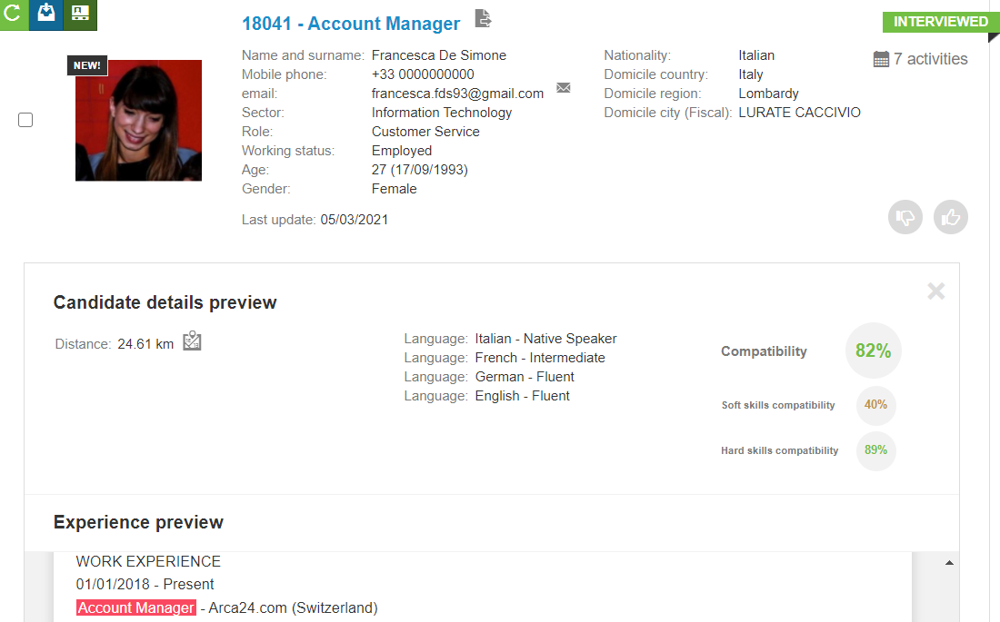 18041 - Account Manager
INTERVIEWED
NEW!
Name and surname: Francesca De Simone
Mobile phone: +33 0000000000
email: francesca.fds93@gmail.com
Sector: Information Technology
Role: Customer Service
Working status: Employed
Age: 27 (17/09/1993)
Gender: Female
Last update: 05/03/2021
Nationality: Italian
Domicile country: Italy
Domicile region: Lombardy
Domicile city (Fiscal): LURATE CACCIVIO
7 activities
Candidate details preview
Distance: 24.61 km
Language: Italian - Native Speaker
Language: French - Intermediate
Language: German - Fluent
Language: English - Fluent
Compatibility 82%
Soft skills compatibility 40%
Hard skills compatibility 89%
Experience preview
WORK EXPERIENCE
01/01/2018 - Present
Account Manager - Arca24.com (Switzerland)